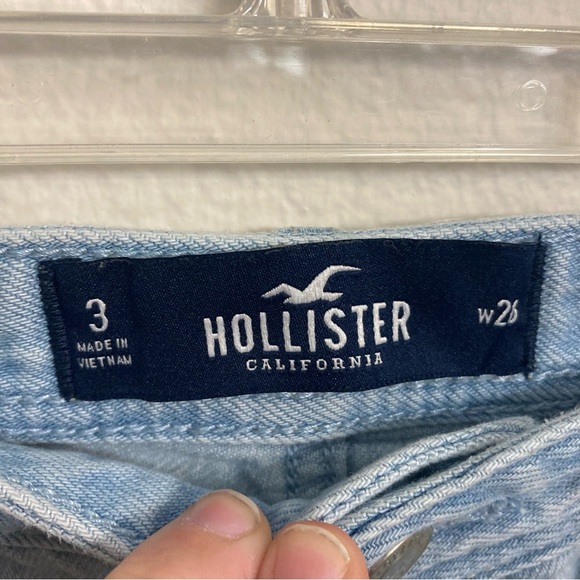 3
MADE IN
VIETNAM
HOLLISTER
CALIFORNIA
W26